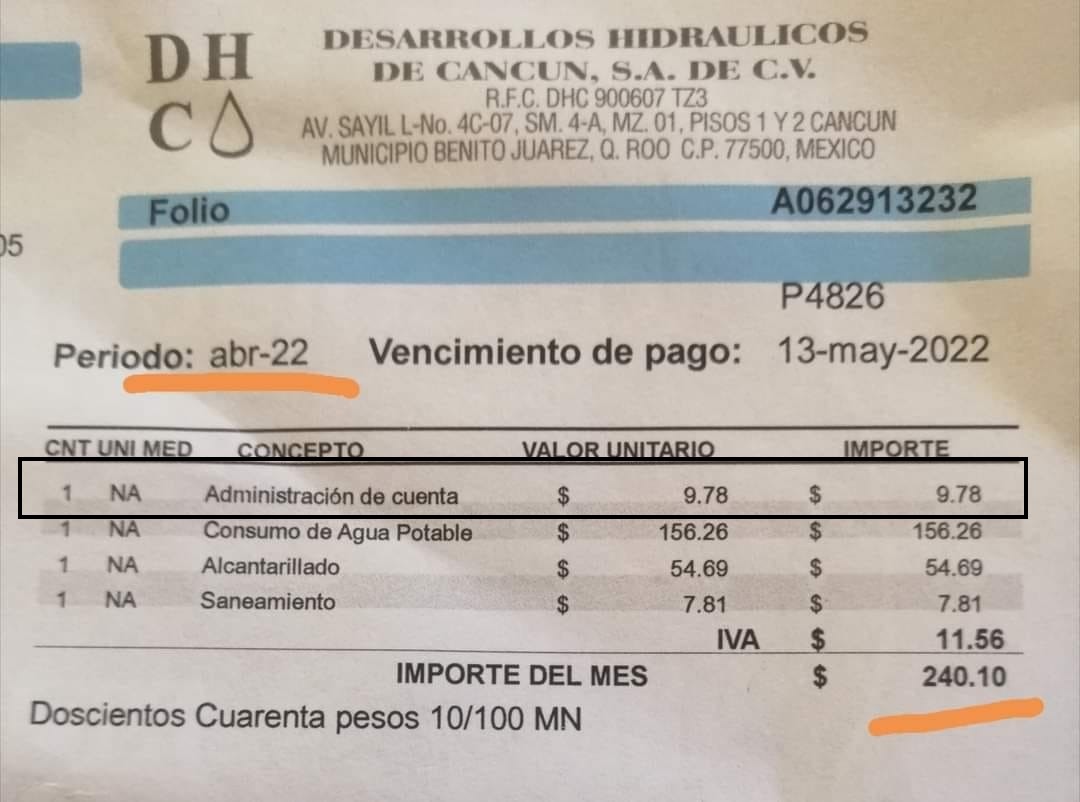 DH
C
DESARROLLOS HIDRAULICOS
DE CANCUN, S.A. DE C.V.
R.F.C. DHC 900607 TZ3
AV. SAYIL L-No. 4C-07, SM. 4-A, MZ. 01, PISOS 1 Y 2 CANCUN
MUNICIPIO BENITO JUAREZ, Q. ROO C.P. 77500, MEXICO
Folio A062913232
05
P4826
Periodo: abr-22 Vencimiento de pago: 13-may-2022
CNT UNI MED CONCEPTO VALOR UNITARIO IMPORTE
1 NA Administración de cuenta $ 9.78 $ 9.78
1 NA Consumo de Agua Potable $ 156.26 $ 156.26
1 NA Alcantarillado $ 54.69 $ 54.69
1 NA Saneamiento $ 7.81 $ 7.81
IVA $ 11.56
IMPORTE DEL MES $ 240.10
Doscientos Cuarenta pesos 10/100 MN